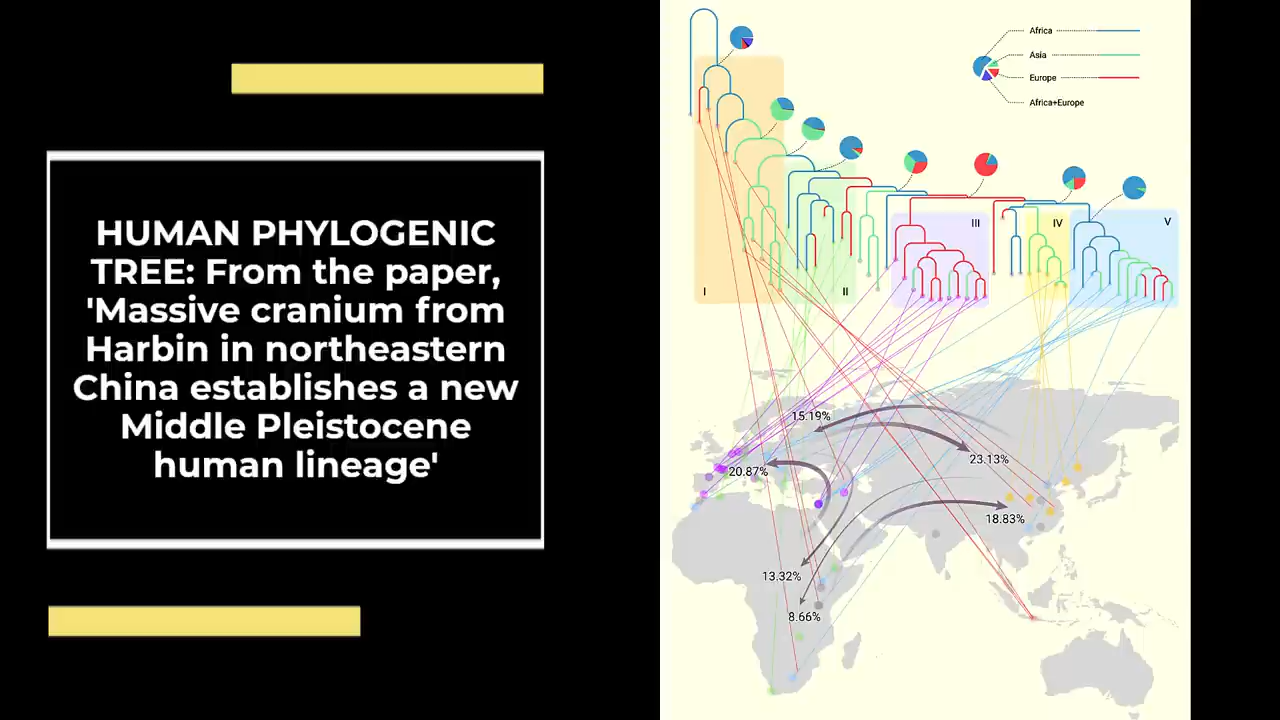 HUMAN PHYLOGENIC
TREE: From the paper,
'Massive cranium from
Harbin in northeastern
China establishes a new
Middle Pleistocene
human lineage'
Africa
Asia
Europe
Africa+Europe
I
II
III
IV
V
15.19%
23.13%
20.87%
18.83%
13.32%
8.66%